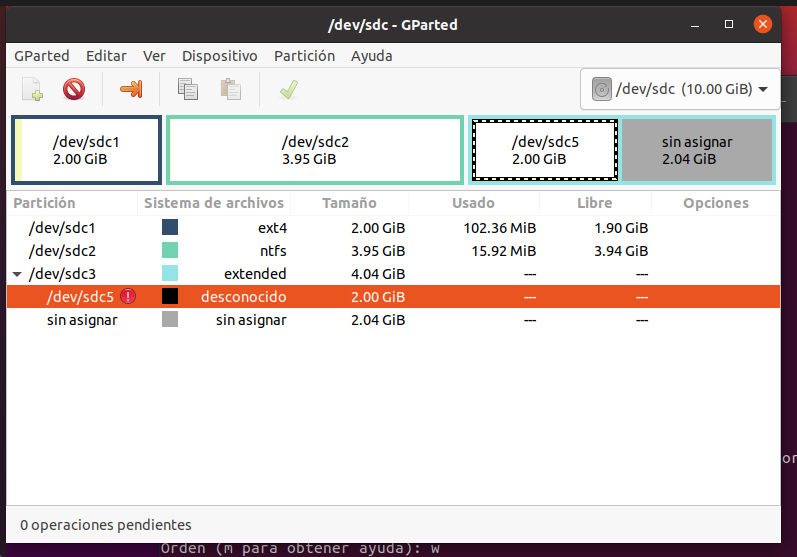 /dev/sdc - GParted
GParted Editar Ver Dispositivo Partición Ayuda
/dev/sdc (10.00 GiB)
/dev/sdc1
2.00 GiB
/dev/sdc2
3.95 GiB
/dev/sdc5
2.00 GiB
sin asignar
2.04 GiB
Partición Sistema de archivos Tamaño Usado Libre Opciones
/dev/sdc1 ext4 2.00 GiB 102.36 MiB 1.90 GiB
/dev/sdc2 ntfs 3.95 GiB 15.92 MiB 3.94 GiB
/dev/sdc3 extended 4.04 GiB --- ---
/dev/sdc5 desconocido 2.00 GiB --- ---
sin asignar sin asignar 2.04 GiB --- ---
or
0 operaciones pendientes
Orden (m para obtener ayuda): w